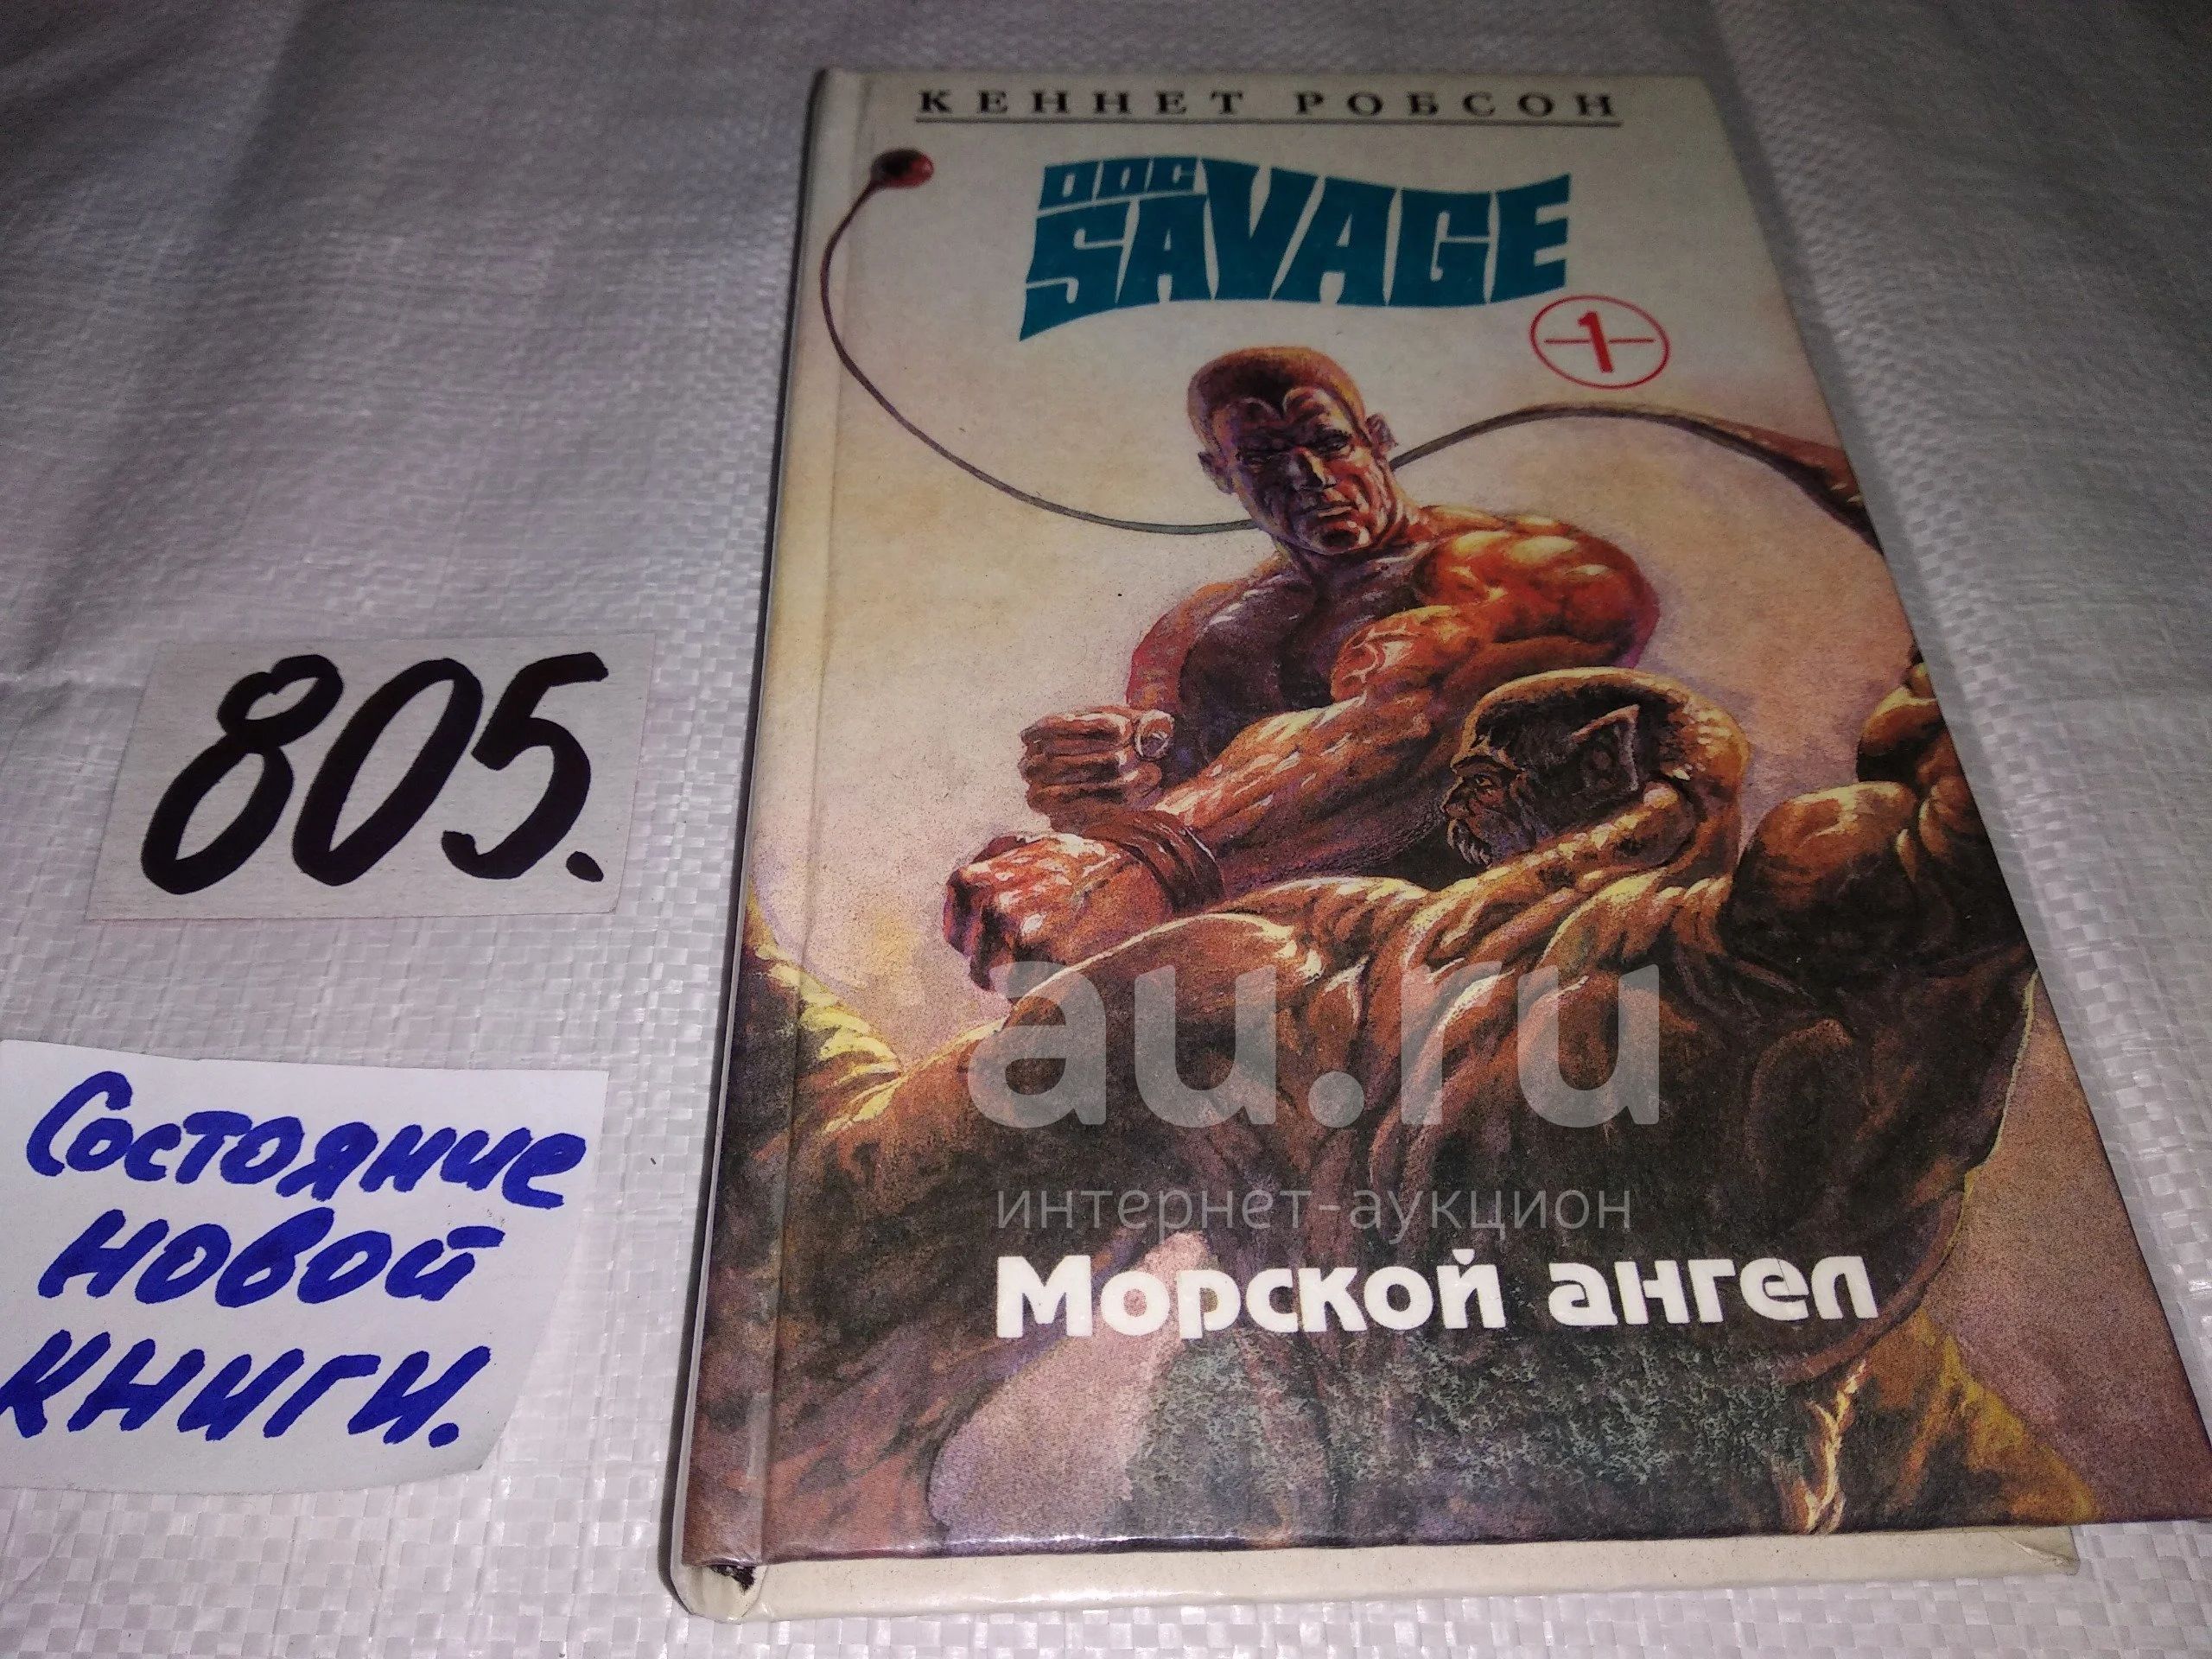 КЕННЕТ РОБСОН
DOC
SAVAGE
1
805.
Состояние
новой
книги.
au.ru
интернет-аукцион
Морской ангел